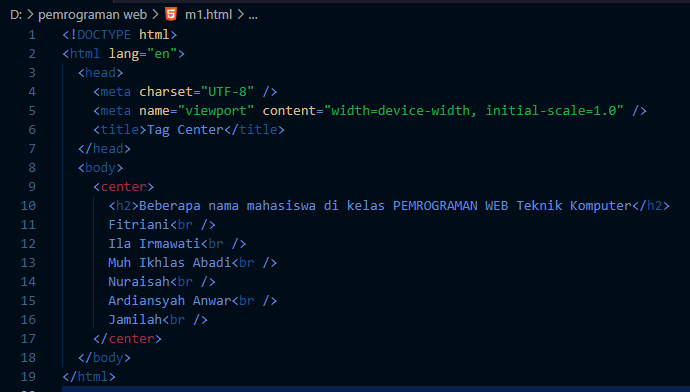 D: > pemrograman web > m1.html > ...
1 <!DOCTYPE html>
2 <html lang="en">
3 <head>
4 <meta charset="UTF-8" />
5 <meta name="viewport" content="width=device-width, initial-scale=1.0" />
6 <title>Tag Center</title>
7 </head>
8 <body>
9 <center>
10 <h2>Beberapa nama mahasiswa di kelas PEMROGRAMAN WEB Teknik Komputer</h2>
11 Fitriani<br />
12 Ila Irmawati<br />
13 Muh Ikhlas Abadi<br />
14 Nuraisah<br />
15 Ardiansyah Anwar<br />
16 Jamilah<br />
17 </center>
18 </body>
19 </html>